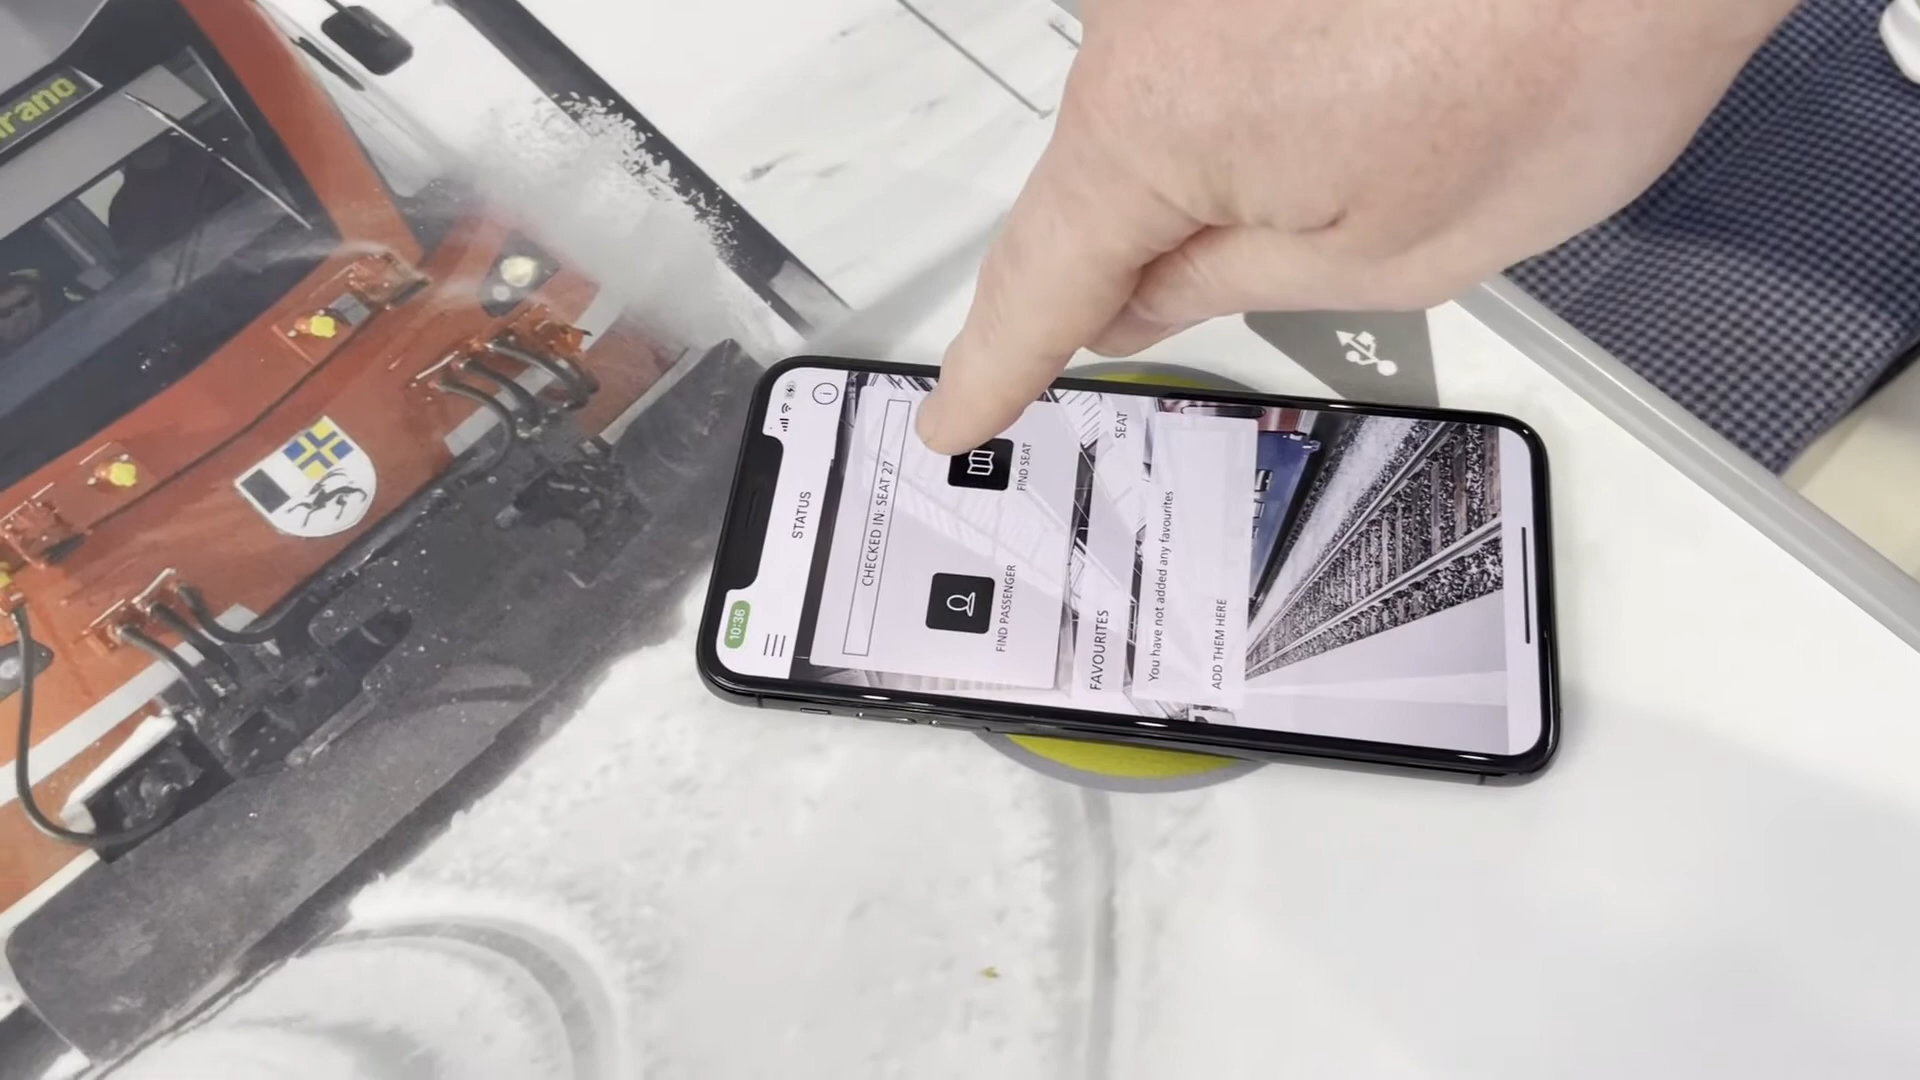 10:36
STATUS
CHECKED IN: SEAT 27
FIND PASSENGER
FIND SEAT
FAVOURITES
SEAT
You have not added any favourites
ADD THEM HERE